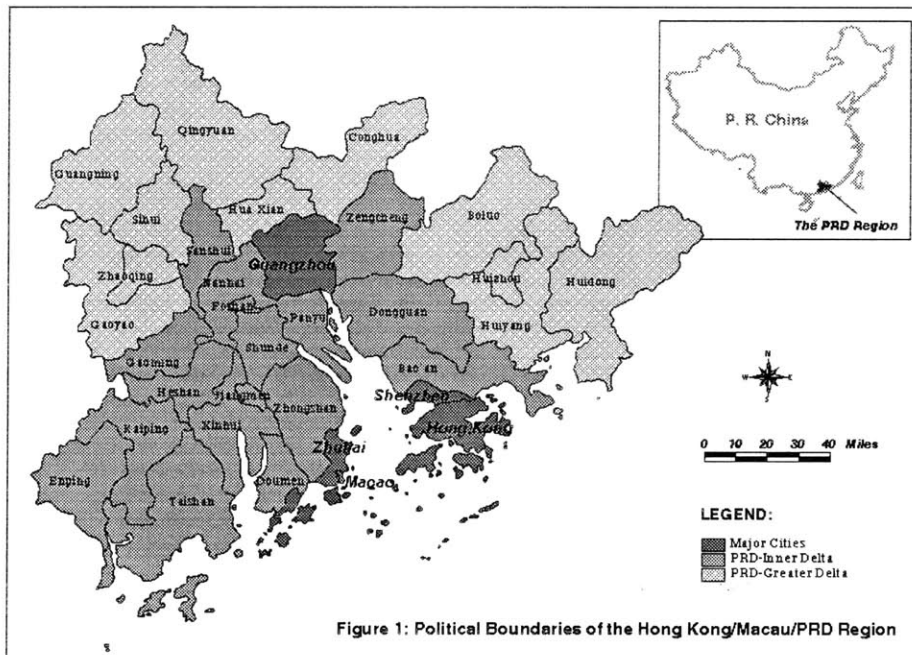 Qingyuan
Conghua
Guangning
Sihui
Hua Xian
Zengcheng
Boluo
Sanshui
Guangzhou
Nanhai
Zhaoqing
Huizhou
Huidong
Foshan
Panyu
Dongguan
Gaoyao
Huiyang
Shunde
Gaoming
Bao'an
Heshan
Jiangmen
Shenzhen
Zhongshan
Hong Kong
Kaiping
Xinhui
Zhuhai
Enping
Doumen
Macao
Taishan
P. R. China
The PRD Region
N
W
E
S
0 10 20 30 40 Miles
LEGEND:
Major Cities
PRD-Inner Delta
PRD-Greater Delta
Figure 1: Political Boundaries of the Hong Kong/Macau/PRD Region